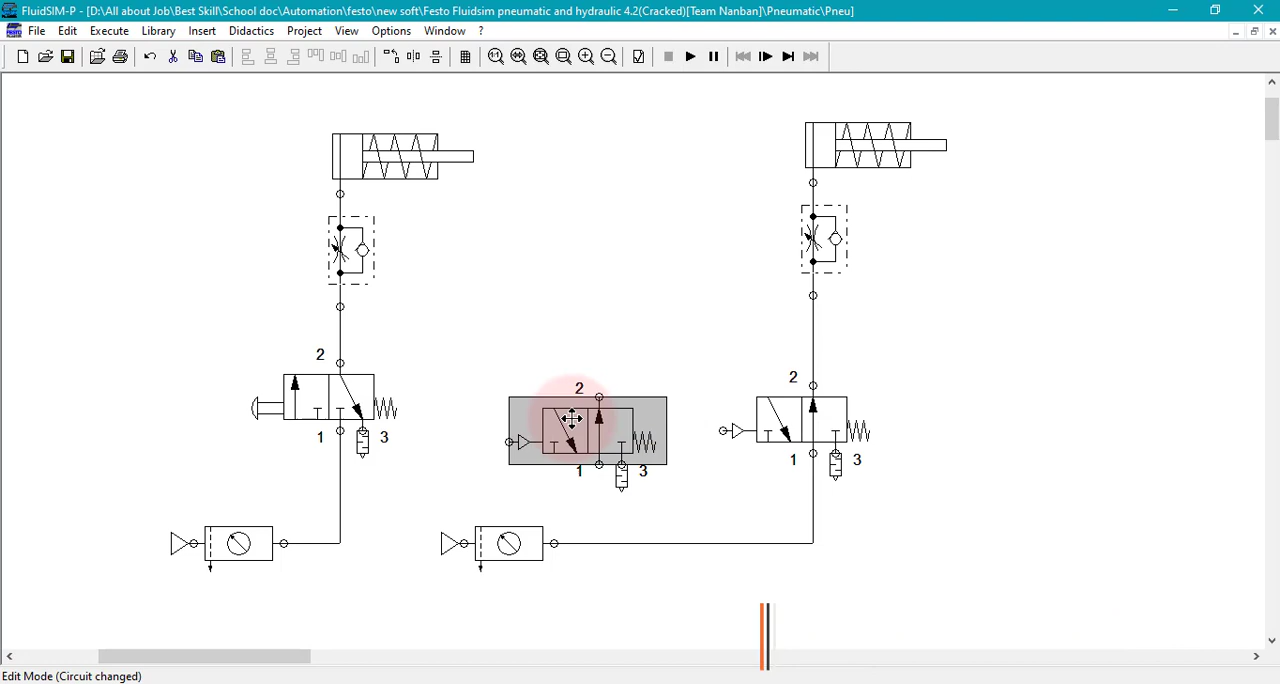 FluidSIM-P - [D:\All about Job\Best Skill\School doc\Automation\festo\new soft\Festo Fluidsim pneumatic and hydraulic 4.2(Cracked)[Team Nanban]\Pneumatic\Pneu]
FESTO File Edit Execute Library Insert Didactics Project View Options Window ?
2
1 3
2
1 3
2
1 3
Edit Mode (Circuit changed)